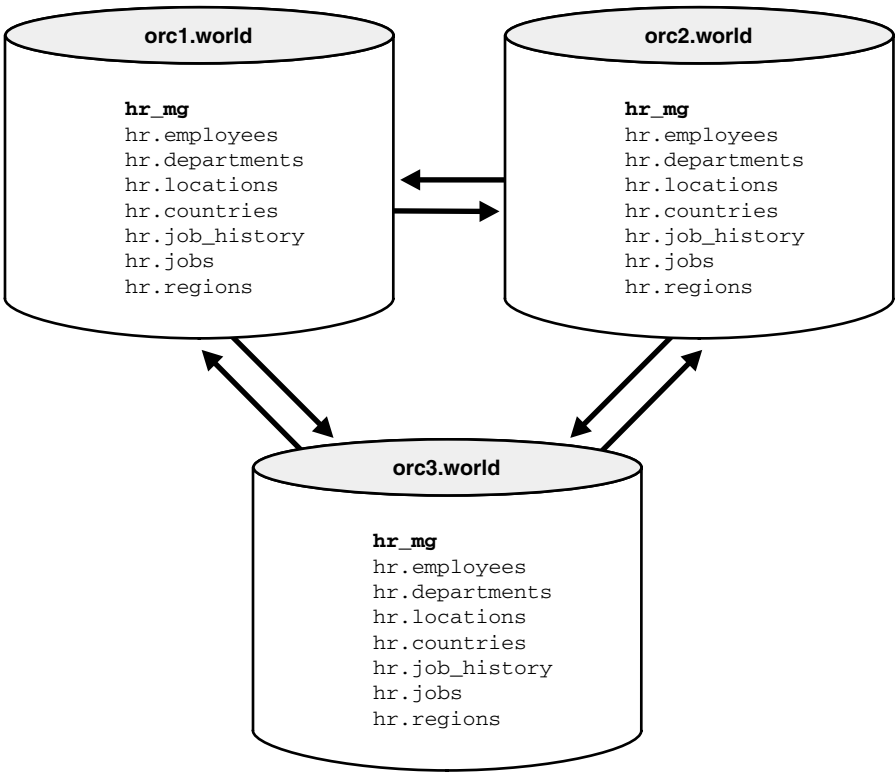 orc1.world
hr_mg
hr.employees
hr.departments
hr.locations
hr.countries
hr.job_history
hr.jobs
hr.regions
orc2.world
hr_mg
hr.employees
hr.departments
hr.locations
hr.countries
hr.job_history
hr.jobs
hr.regions
orc3.world
hr_mg
hr.employees
hr.departments
hr.locations
hr.countries
hr.job_history
hr.jobs
hr.regions